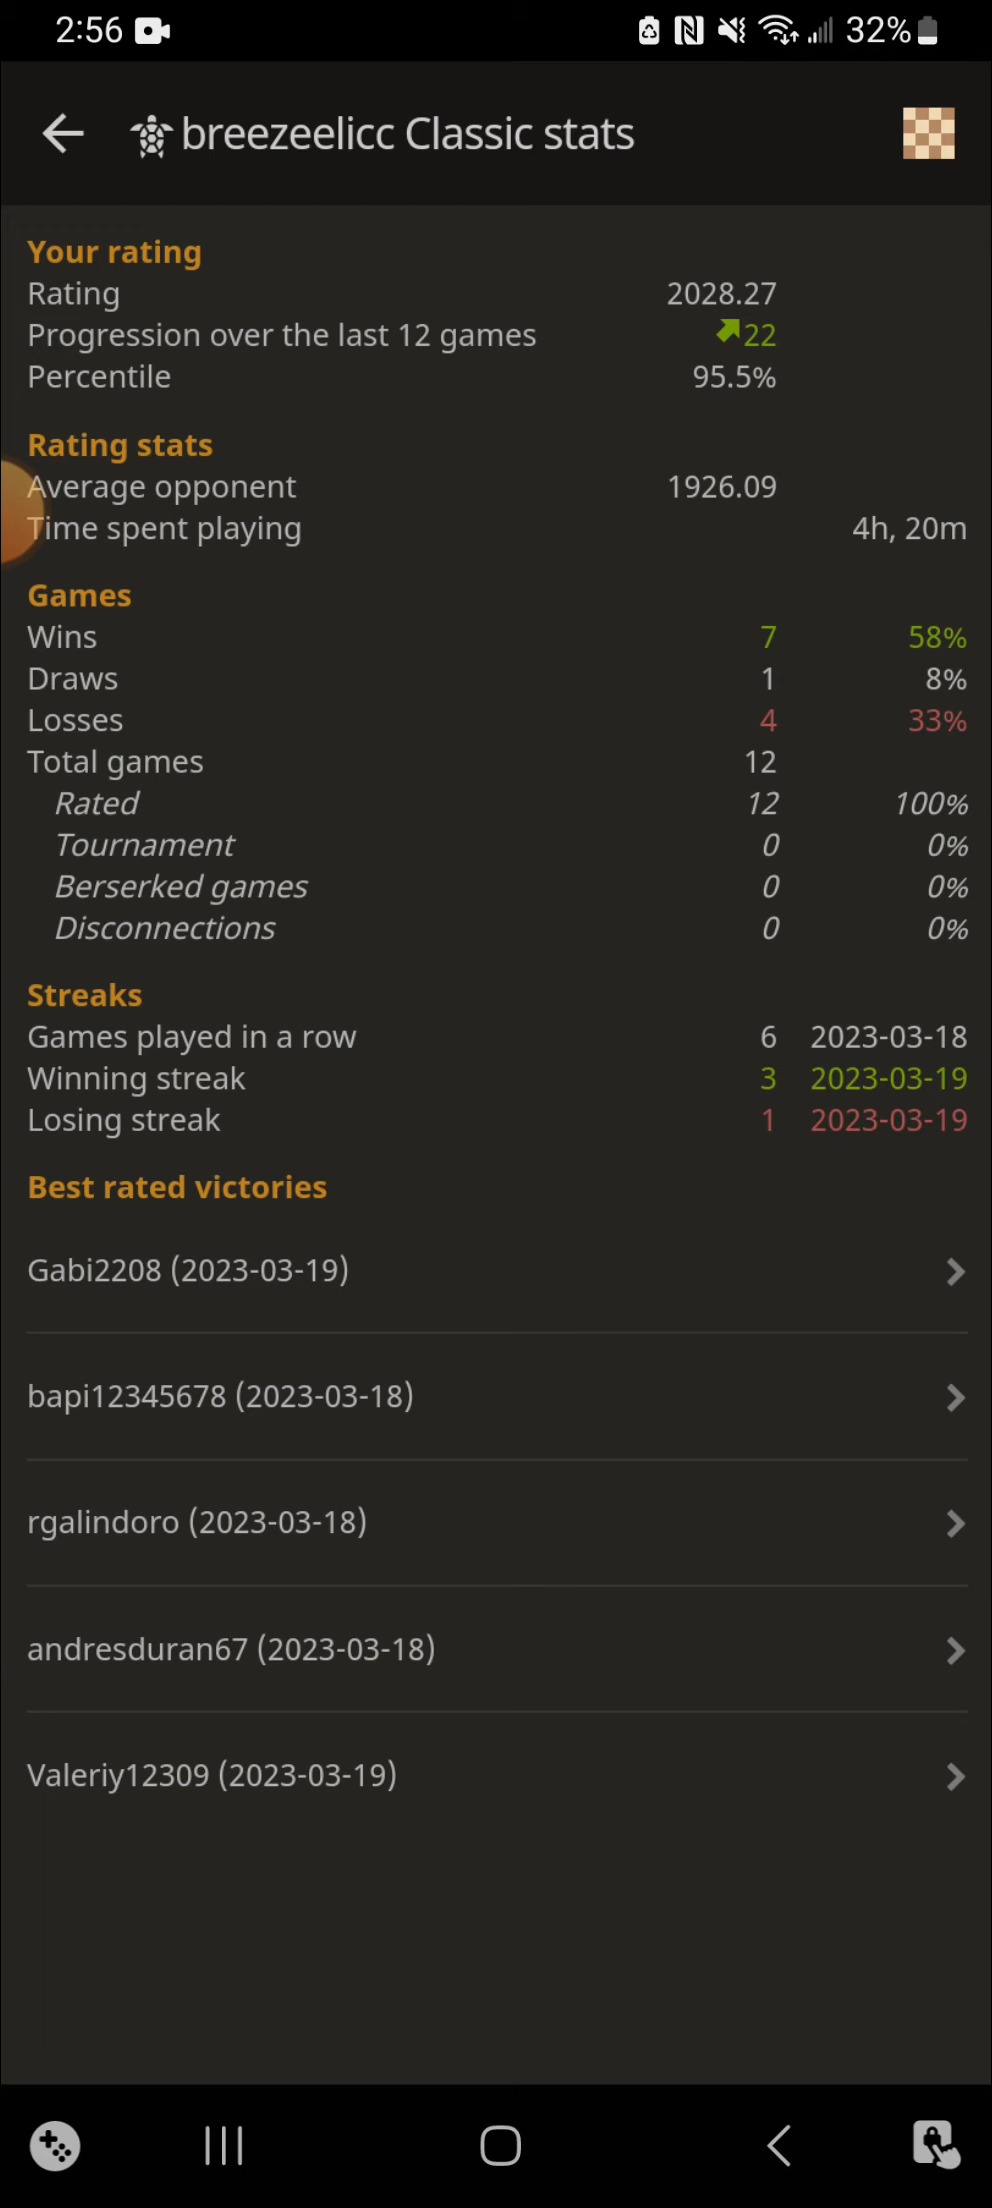 2:56 32%
breezeelicc Classic stats
Your rating
Rating 2028.27
Progression over the last 12 games 22
Percentile 95.5%
Rating stats
Average opponent 1926.09
Time spent playing 4h, 20m
Games
Wins 7 58%
Draws 1 8%
Losses 4 33%
Total games 12
Rated 12 100%
Tournament 0 0%
Berserked games 0 0%
Disconnections 0 0%
Streaks
Games played in a row 6 2023-03-18
Winning streak 3 2023-03-19
Losing streak 1 2023-03-19
Best rated victories
Gabi2208 (2023-03-19)
bapi12345678 (2023-03-18)
rgalindoro (2023-03-18)
andresduran67 (2023-03-18)
Valeriy12309 (2023-03-19)